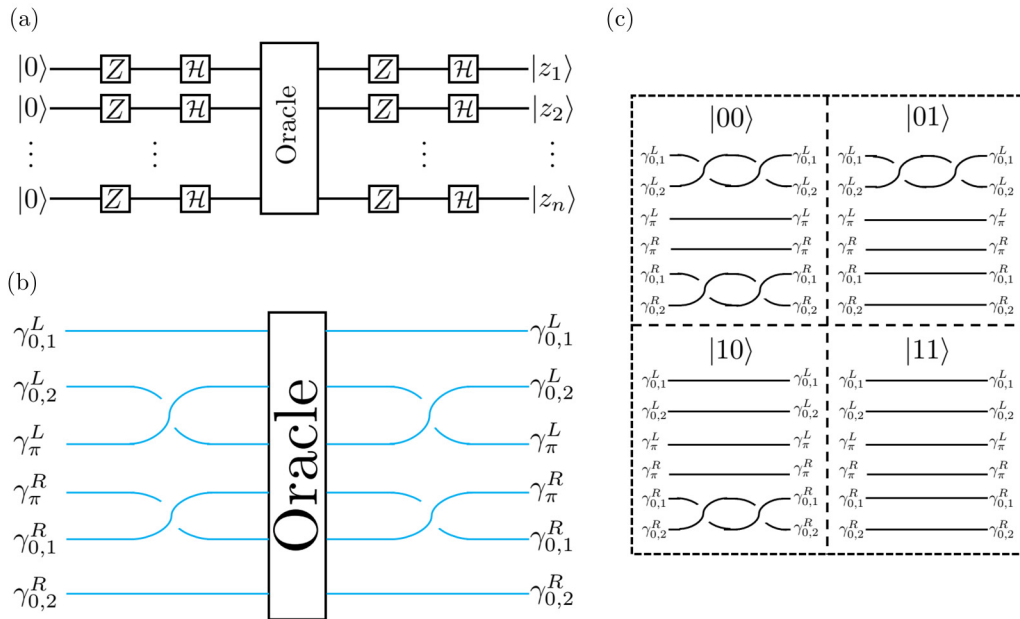 (a)
|0⟩ Z ℋ Oracle Z ℋ |z₁⟩
|0⟩ Z ℋ Z ℋ |z₂⟩
⋮ ⋮ ⋮ ⋮
|0⟩ Z ℋ Z ℋ |zₙ⟩
(b)
γ^L_{0,1} Oracle γ^L_{0,1}
γ^L_{0,2} γ^L_{0,2}
γ^L_π γ^L_π
γ^R_π γ^R_π
γ^R_{0,1} γ^R_{0,1}
γ^R_{0,2} γ^R_{0,2}
(c)
|00⟩
γ^L_{0,1} γ^L_{0,1}
γ^L_{0,2} γ^L_{0,2}
γ^L_π γ^L_π
γ^R_π γ^R_π
γ^R_{0,1} γ^R_{0,1}
γ^R_{0,2} γ^R_{0,2}
|01⟩
γ^L_{0,1} γ^L_{0,1}
γ^L_{0,2} γ^L_{0,2}
γ^L_π γ^L_π
γ^R_π γ^R_π
γ^R_{0,1} γ^R_{0,1}
γ^R_{0,2} γ^R_{0,2}
|10⟩
γ^L_{0,1} γ^L_{0,1}
γ^L_{0,2} γ^L_{0,2}
γ^L_π γ^L_π
γ^R_π γ^R_π
γ^R_{0,1} γ^R_{0,1}
γ^R_{0,2} γ^R_{0,2}
|11⟩
γ^L_{0,1} γ^L_{0,1}
γ^L_{0,2} γ^L_{0,2}
γ^L_π γ^L_π
γ^R_π γ^R_π
γ^R_{0,1} γ^R_{0,1}
γ^R_{0,2} γ^R_{0,2}